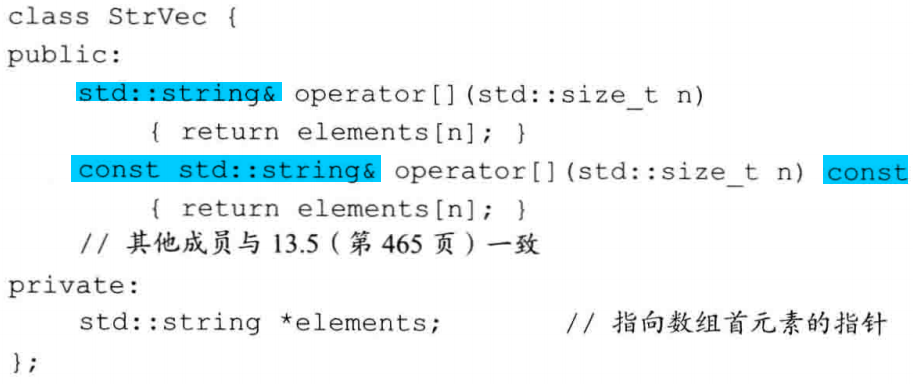 class StrVec {
public:
std::string& operator[](std::size_t n)
{ return elements[n]; }
const std::string& operator[](std::size_t n) const
{ return elements[n]; }
// 其他成员与 13.5（第 465 页）一致
private:
std::string *elements; // 指向数组首元素的指针
};